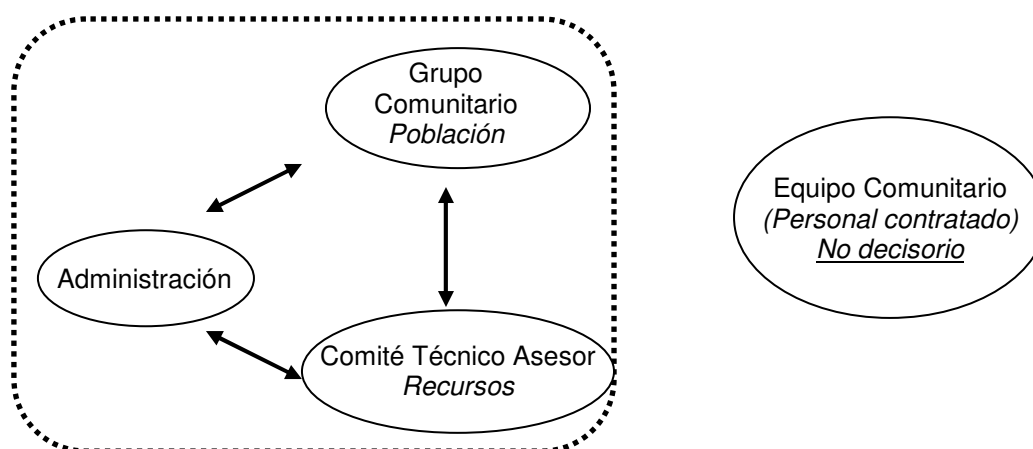 Grupo
Comunitario
Población
Equipo Comunitario
(Personal contratado)
No decisorio
Administración
Comité Técnico Asesor
Recursos